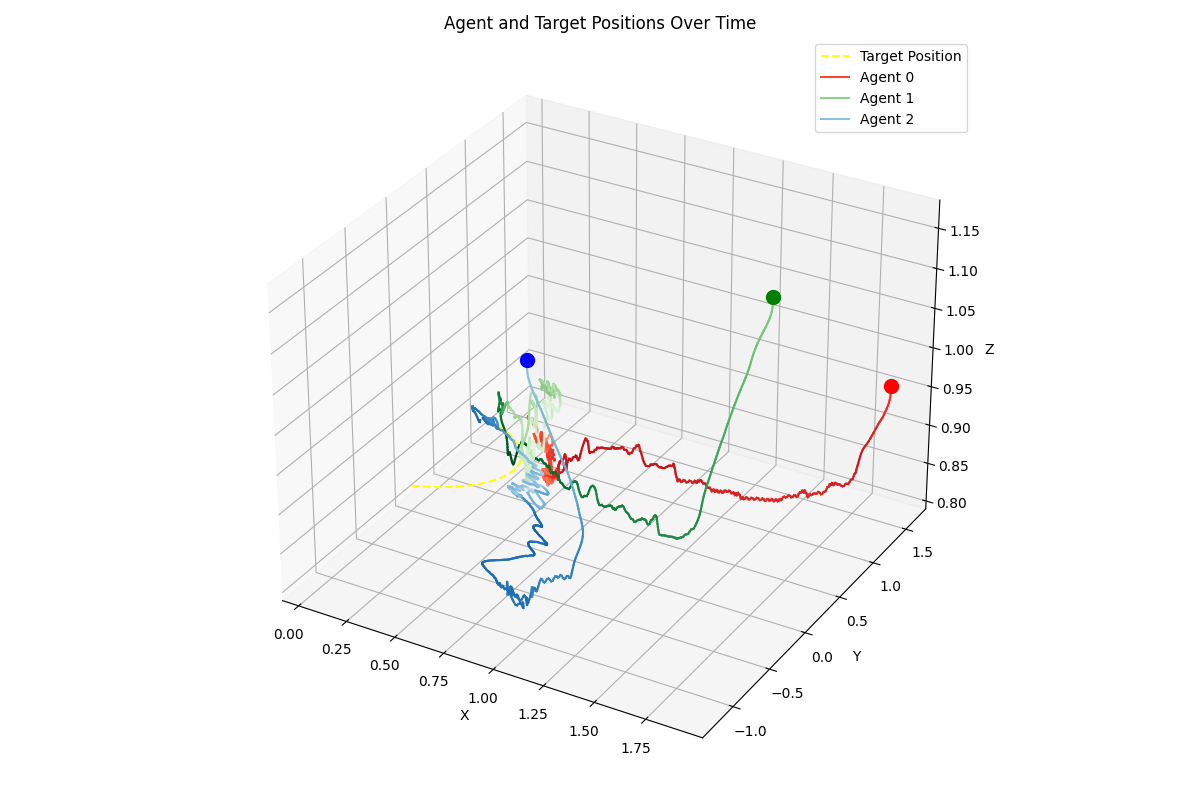 Agent and Target Positions Over Time
Target Position
Agent 0
Agent 1
Agent 2
1.15
1.10
1.05
1.00
0.95
0.90
0.85
0.80
Z
1.5
1.0
0.5
0.0
−0.5
−1.0
Y
0.00
0.25
0.50
0.75
1.00
1.25
1.50
1.75
X